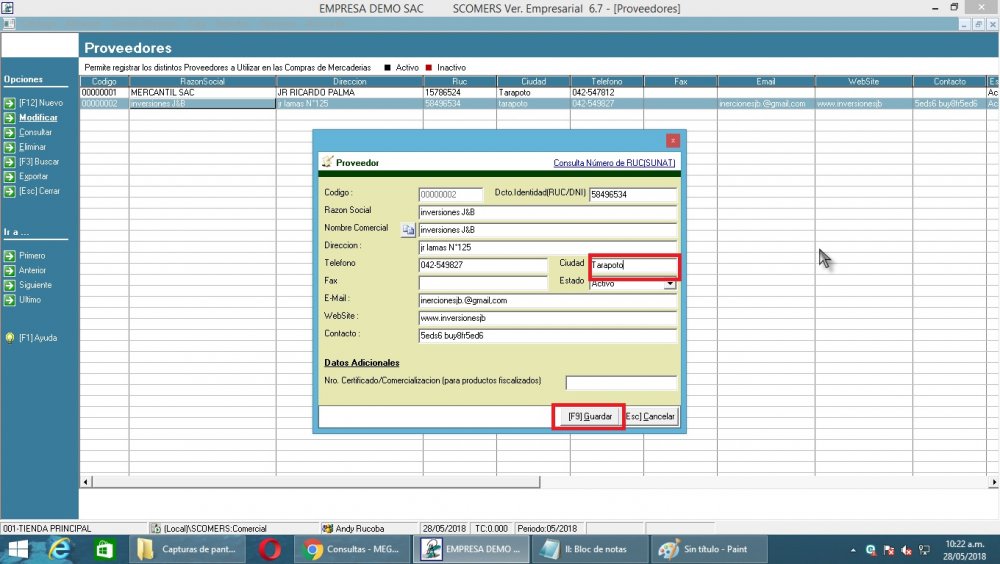 EMPRESA DEMO SAC SCOMERS Ver. Empresarial 6.7 - [Proveedores]
Proveedores
Permite registrar los distintos Proveedores a Utilizar en las Compras de Mercaderias Activo Inactivo
Opciones
[F12] Nuevo
Modificar
Consultar
Eliminar
[F3] Buscar
Exportar
[Esc] Cerrar
Ir a ...
Primero
Anterior
Siguiente
Ultimo
[F1] Ayuda
Codigo RazonSocial Direccion Ruc Ciudad Telefono Fax Email WebSite Contacto Es
00000001 MERCANTIL SAC JR RICARDO PALMA 15786524 Tarapoto 042-547812 Ac
00000002 inversiones J&B jr lamas N°125 58496534 tarapoto 042-549827 inercionesjb.@gmail.com www.inversionesjb 5eds6 buy8fr5ed6 Ac
Proveedor Consulta Número de RUC(SUNAT)
Codigo : 00000002 Dcto.Identidad(RUC/DNI) 58496534
Razon Social inversiones J&B
Nombre Comercial inversiones J&B
Direccion : jr lamas N°125
Telefono 042-549827 Ciudad Tarapoto
Fax Estado Activo
E-Mail : inercionesjb.@gmail.com
WebSite : www.inversionesjb
Contacto : 5eds6 buy8fr5ed6
Datos Adicionales
Nro. Certificado/Comercializacion (para productos fiscalizados)
[F9] Guardar Esc] Cancelar
001-TIENDA PRINCIPAL (Local)\SCOMERS:Comercial Andy Rucoba 28/05/2018 TC:0.000 Periodo:05/2018
Capturas de pant... Consultas - MEG... EMPRESA DEMO ... II: Bloc de notas Sin título - Paint 10:22 a.m.
28/05/2018